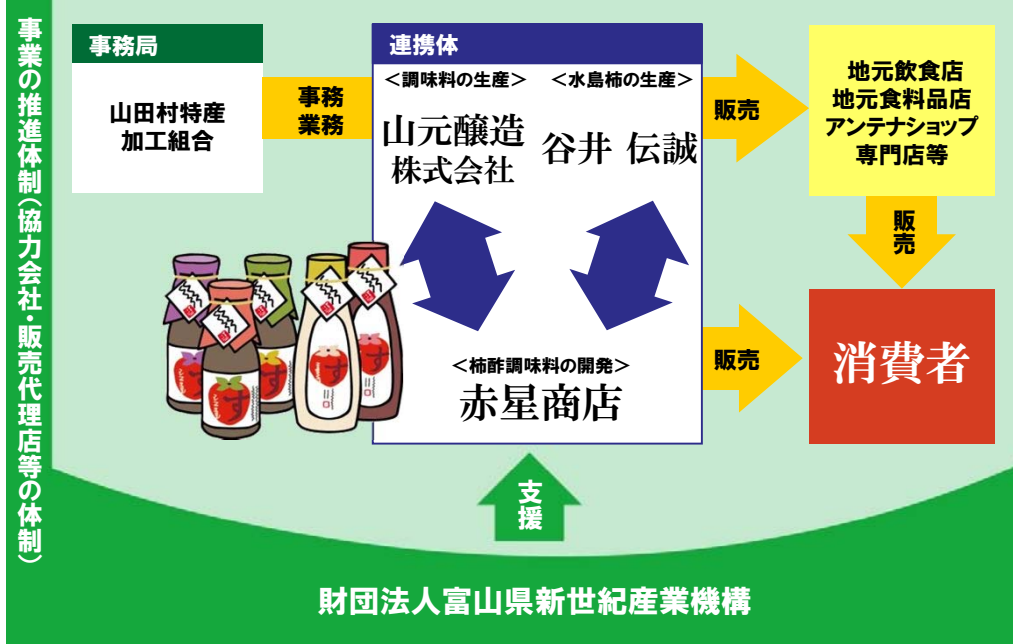 事業の推進体制（協力会社・販売代理店等の体制）
事務局
山田村特産
加工組合
事務
業務
連携体
＜調味料の生産＞
山元醸造
株式会社
＜水島柿の生産＞
谷井 伝誠
＜柿酢調味料の開発＞
赤星商店
販売
地元飲食店
地元食料品店
アンテナショップ
専門店等
販売
販売
消費者
す
す
支援
財団法人富山県新世紀産業機構